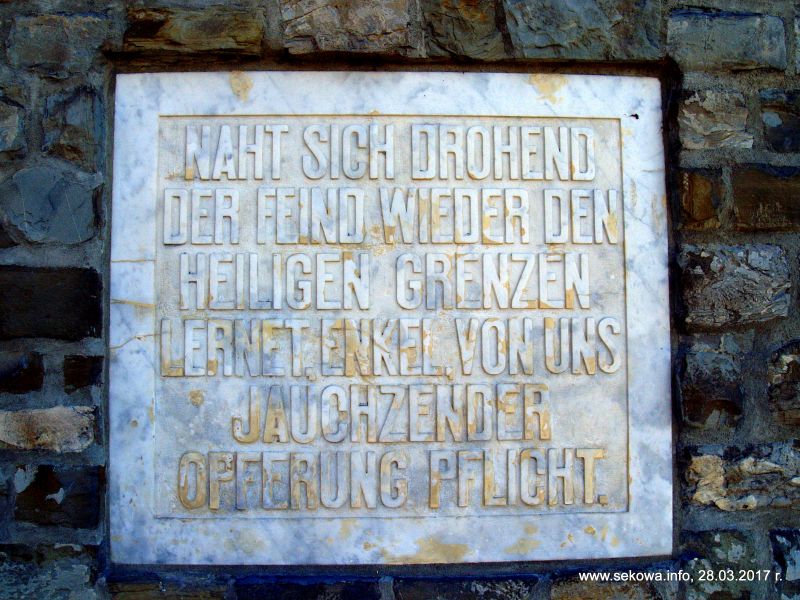 NAHT SICH DROHEND
DER FEIND, WIEDER DEN
HEILIGEN GRENZEN
LERNET, ENKEL, VON UNS
JAUCHZENDER
OPFERUNG PFLICHT.
www.sekowa.info, 28.03.2017 r.